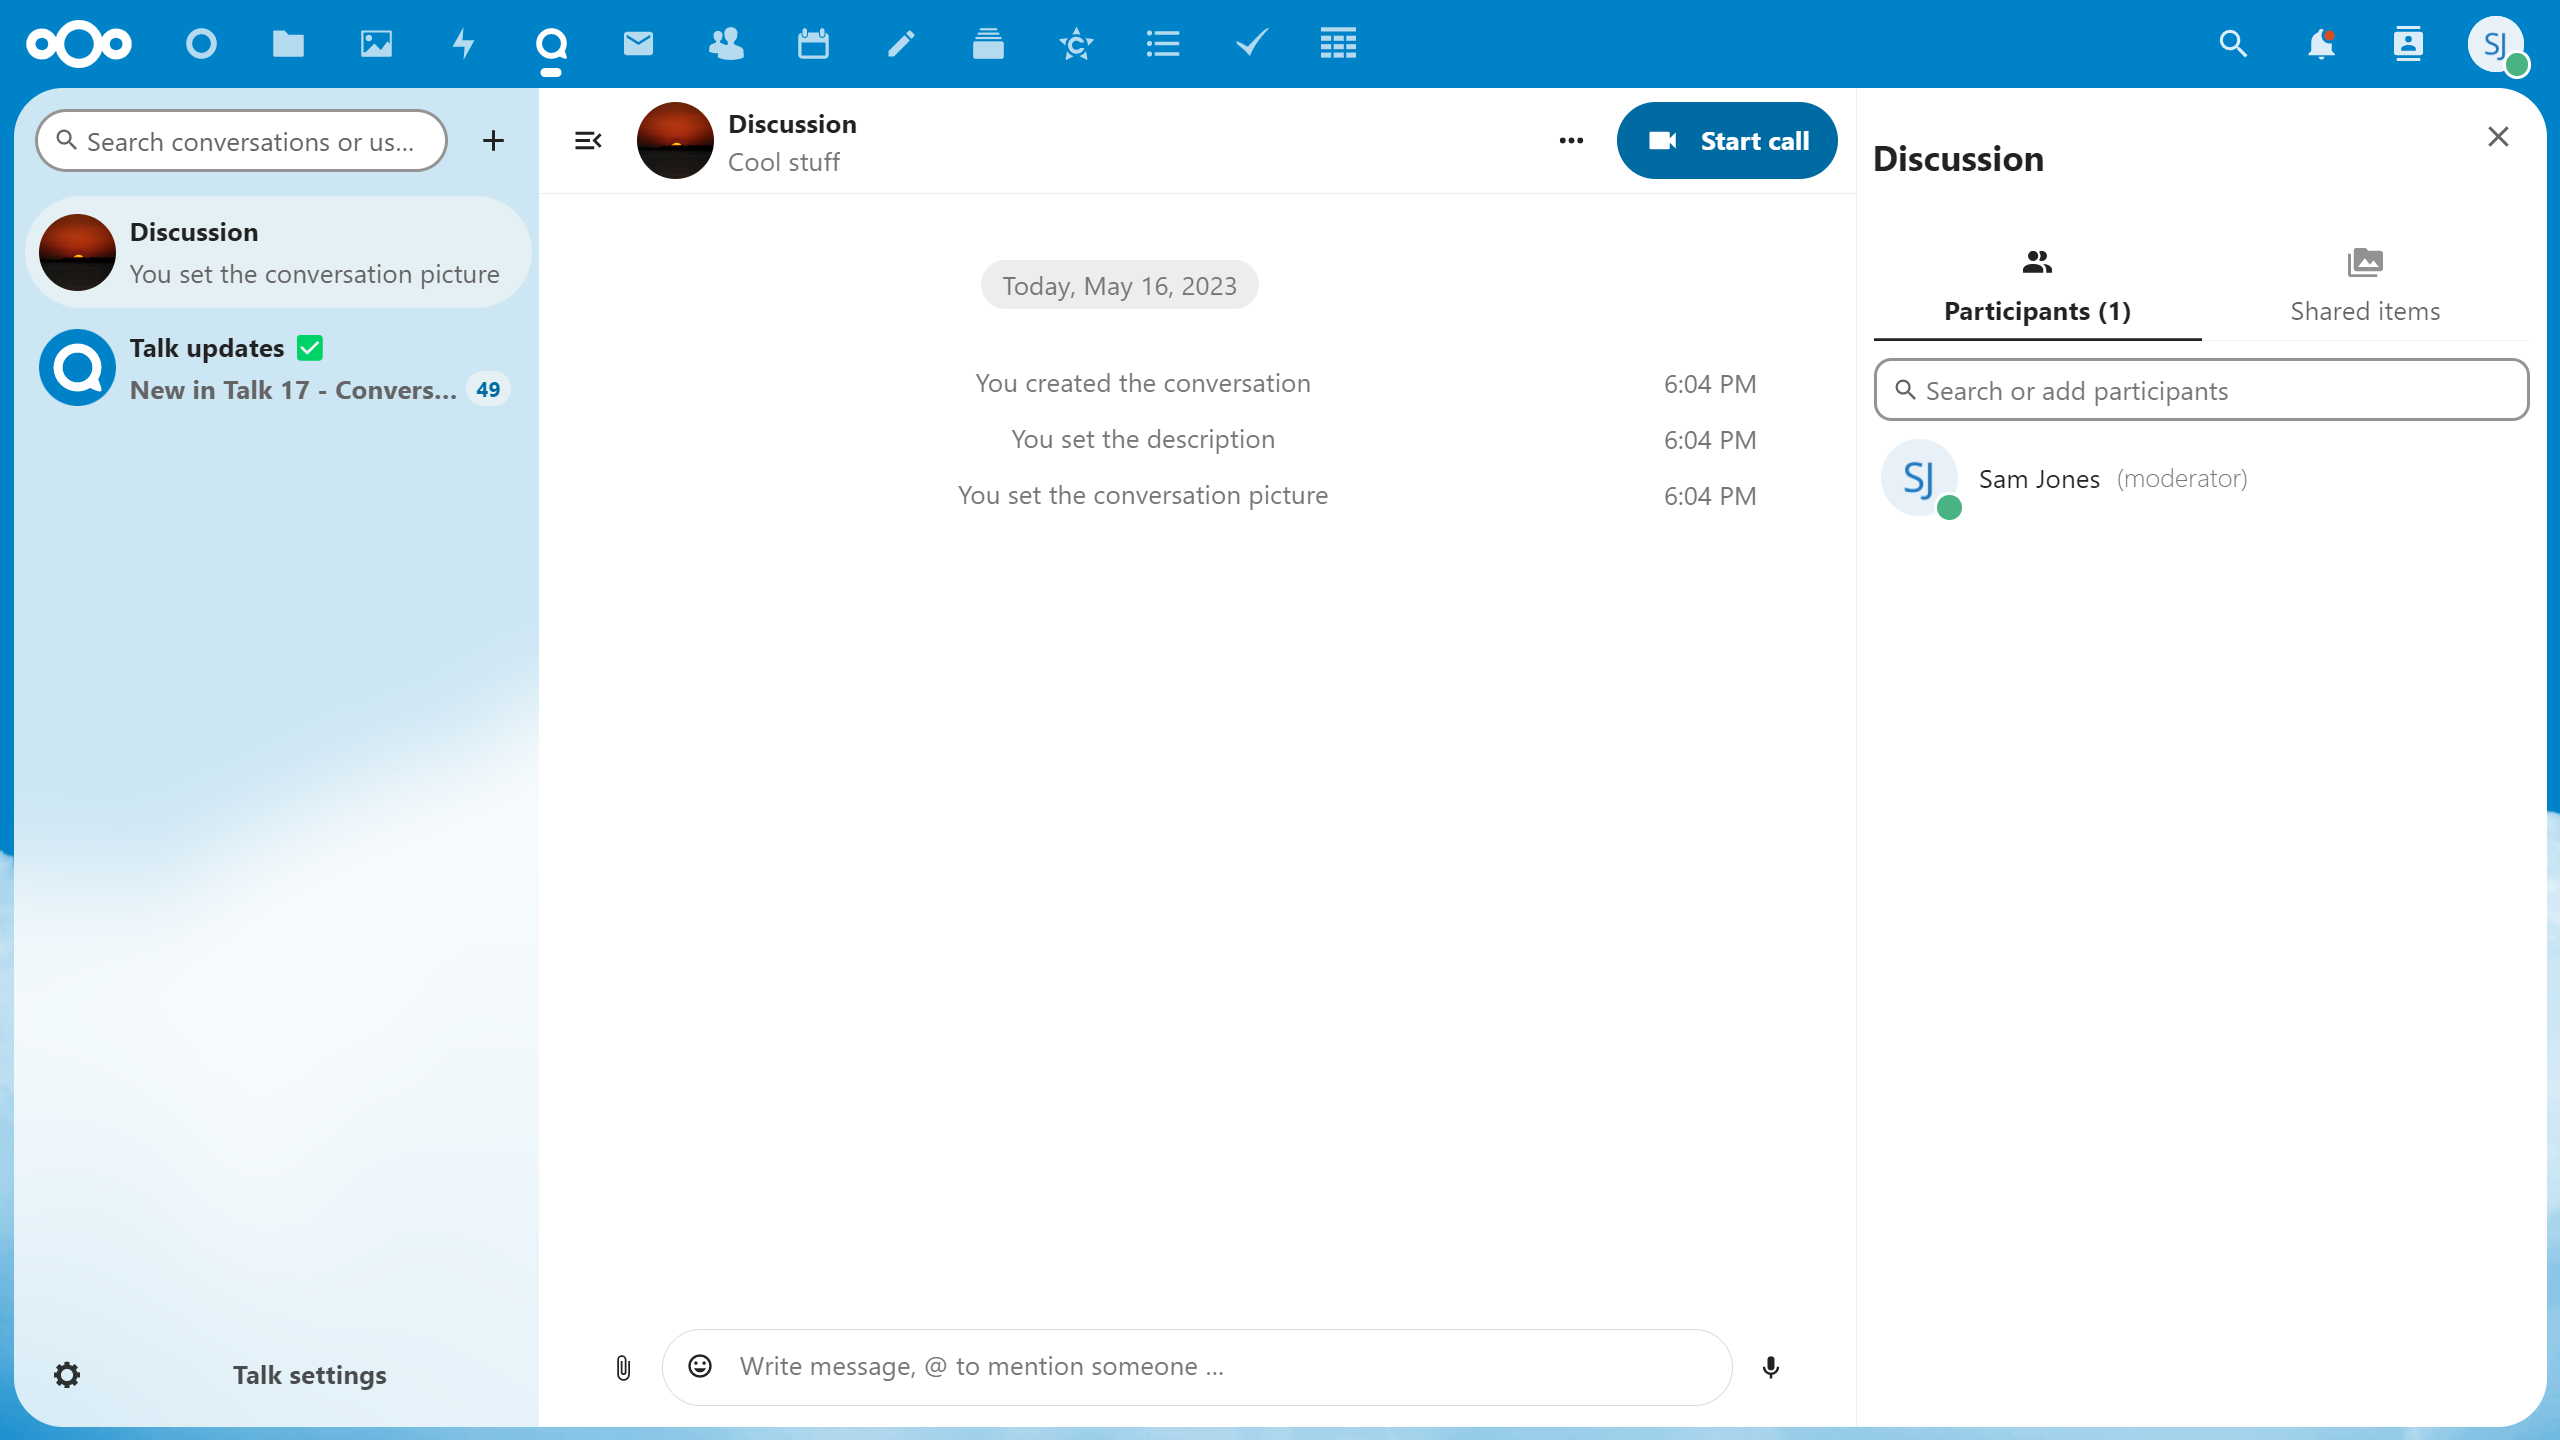 SJ
Search conversations or us...
Discussion
You set the conversation picture
Talk updates ✅
New in Talk 17 - Convers... 49
Talk settings
Discussion
Cool stuff
Start call
Today, May 16, 2023
You created the conversation 6:04 PM
You set the description 6:04 PM
You set the conversation picture 6:04 PM
Write message, @ to mention someone ...
Discussion
Participants (1)
Shared items
Search or add participants
SJ Sam Jones (moderator)